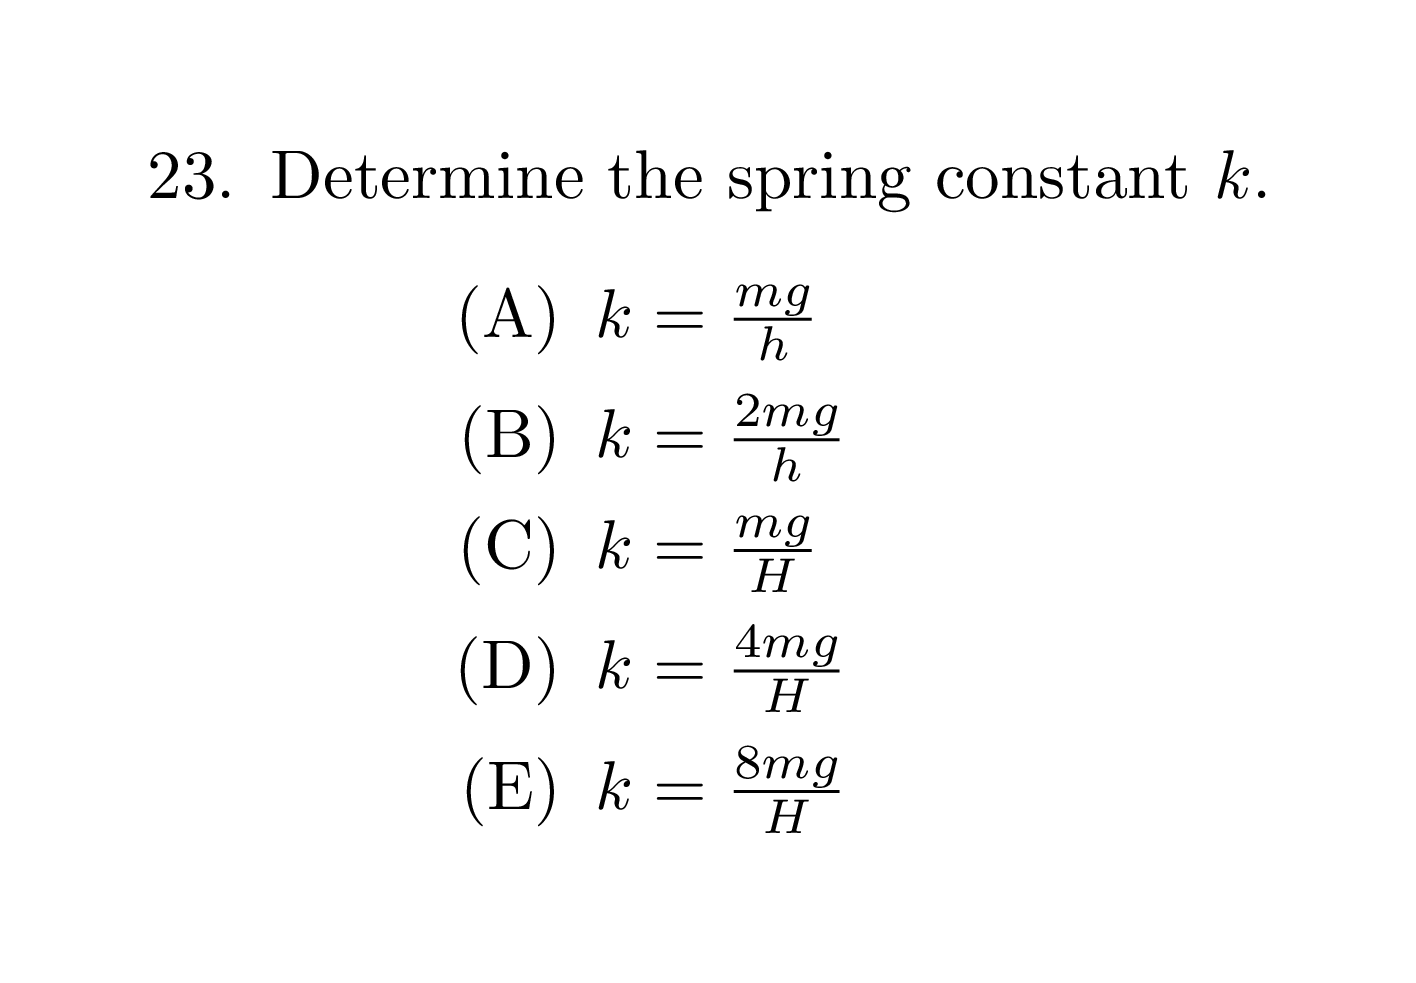 23. Determine the spring constant k.
(A) k = \frac{mg}{h}
(B) k = \frac{2mg}{h}
(C) k = \frac{mg}{H}
(D) k = \frac{4mg}{H}
(E) k = \frac{8mg}{H}